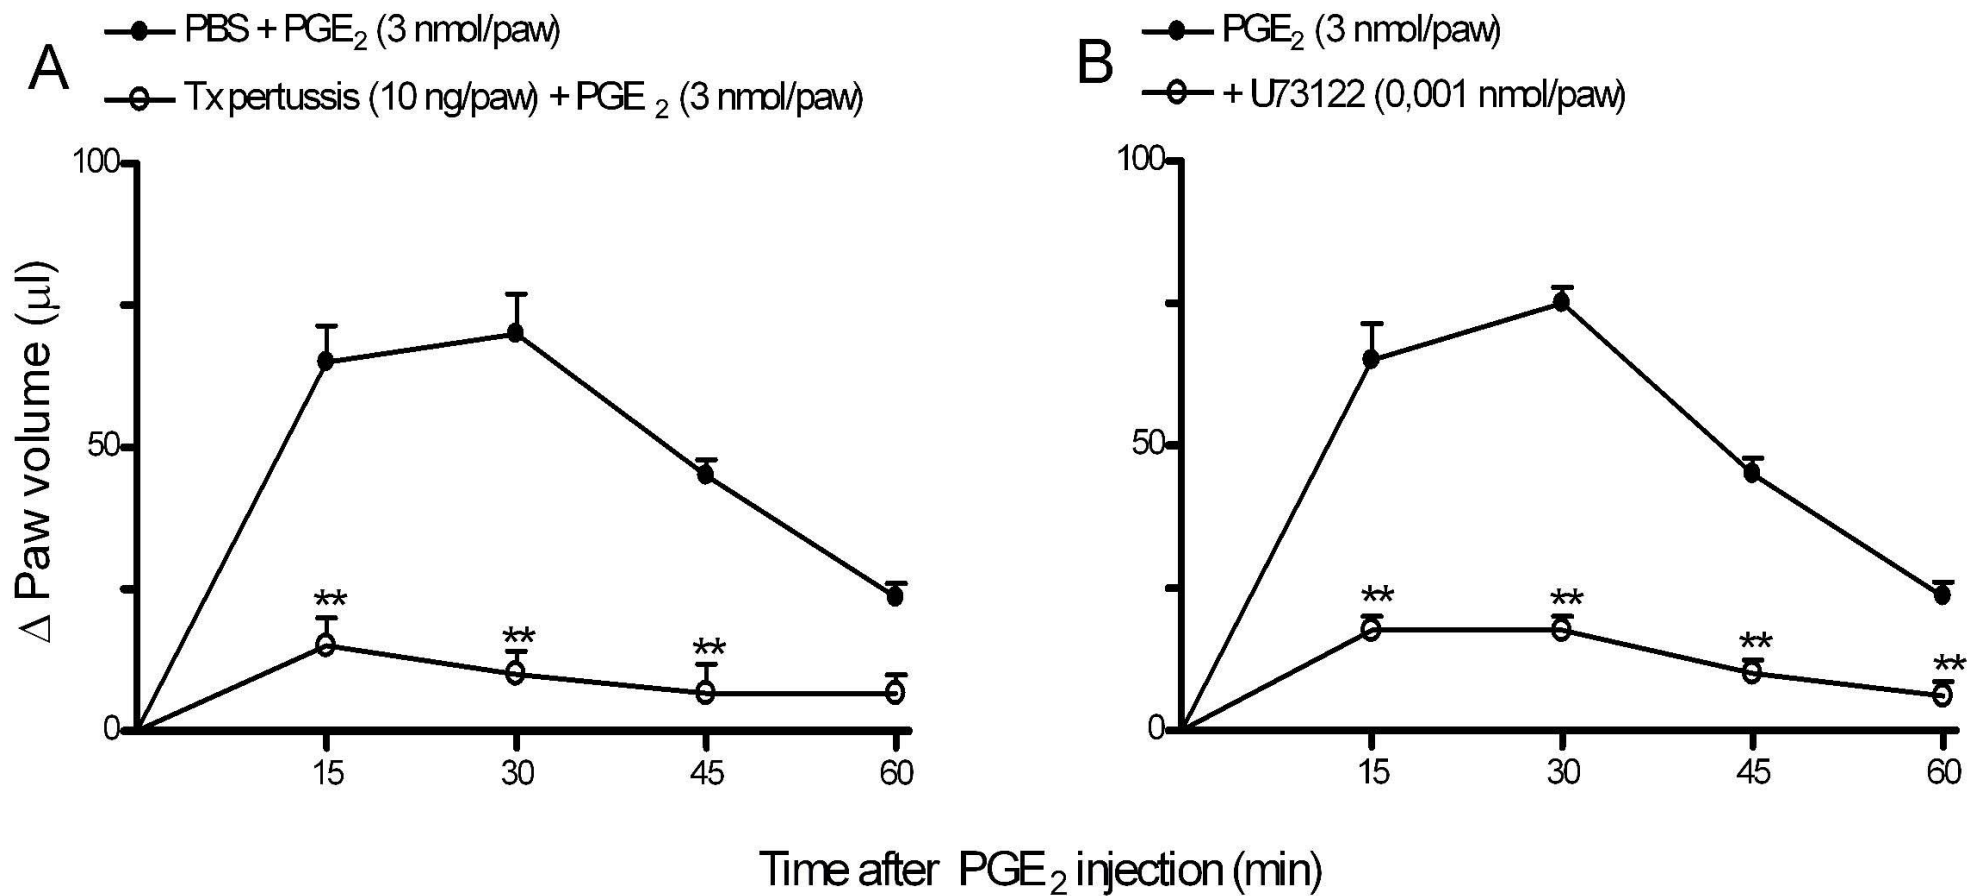 A
PBS + PGE2 (3 nmol/paw)
Tx pertussis (10 ng/paw) + PGE 2 (3 nmol/paw)
Δ Paw volume (μl)
100
50
0
**
**
**
15 30 45 60
B
PGE2 (3 nmol/paw)
+ U73122 (0,001 nmol/paw)
100
50
0
**
**
**
**
15 30 45 60
Time after PGE2 injection (min)